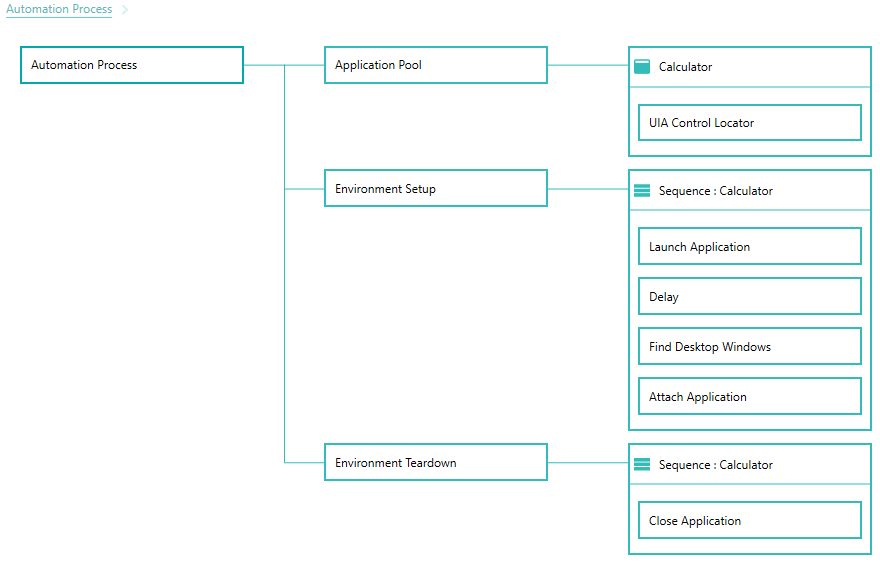 Automation Process
Automation Process
Application Pool
Calculator
UIA Control Locator
Environment Setup
Sequence : Calculator
Launch Application
Delay
Find Desktop Windows
Attach Application
Environment Teardown
Sequence : Calculator
Close Application